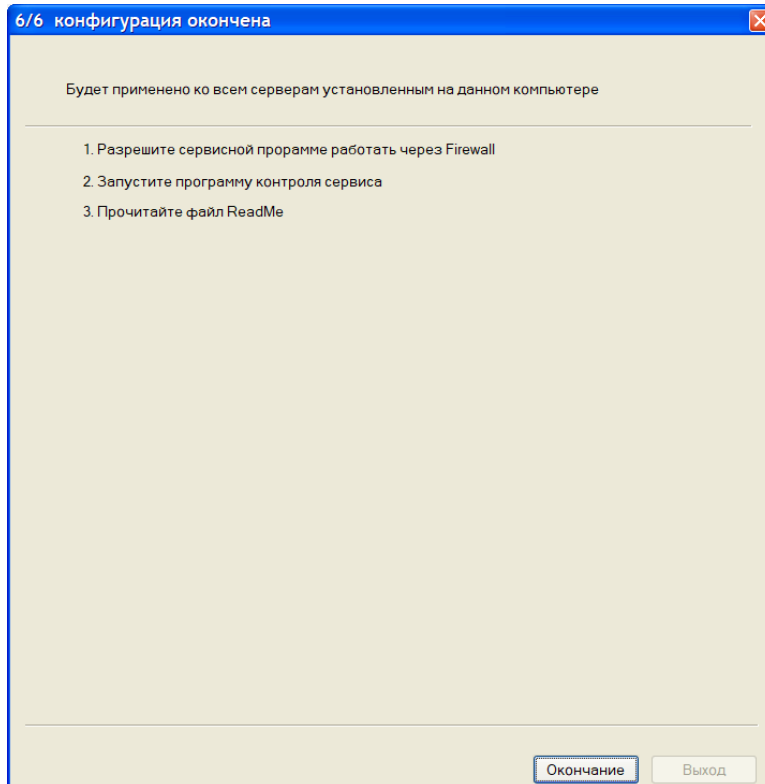 6/6 конфигурация окончена
Будет применено ко всем серверам установленным на данном компьютере
1. Разрешите сервисной прорамме работать через Firewall
2. Запустите программу контроля сервиса
3. Прочитайте файл ReadMe
Окончание
Выход